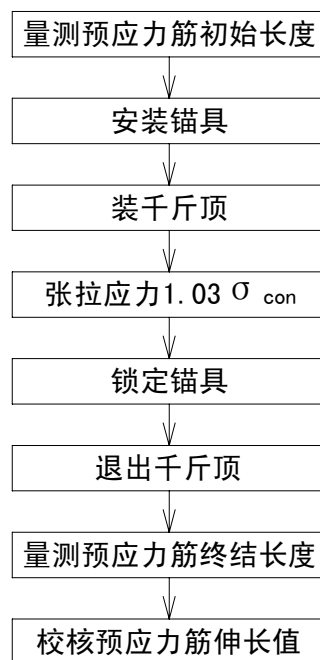 量测预应力筋初始长度
安装锚具
装千斤顶
张拉应力1.03 σ con
锁定锚具
退出千斤顶
量测预应力筋终结长度
校核预应力筋伸长值